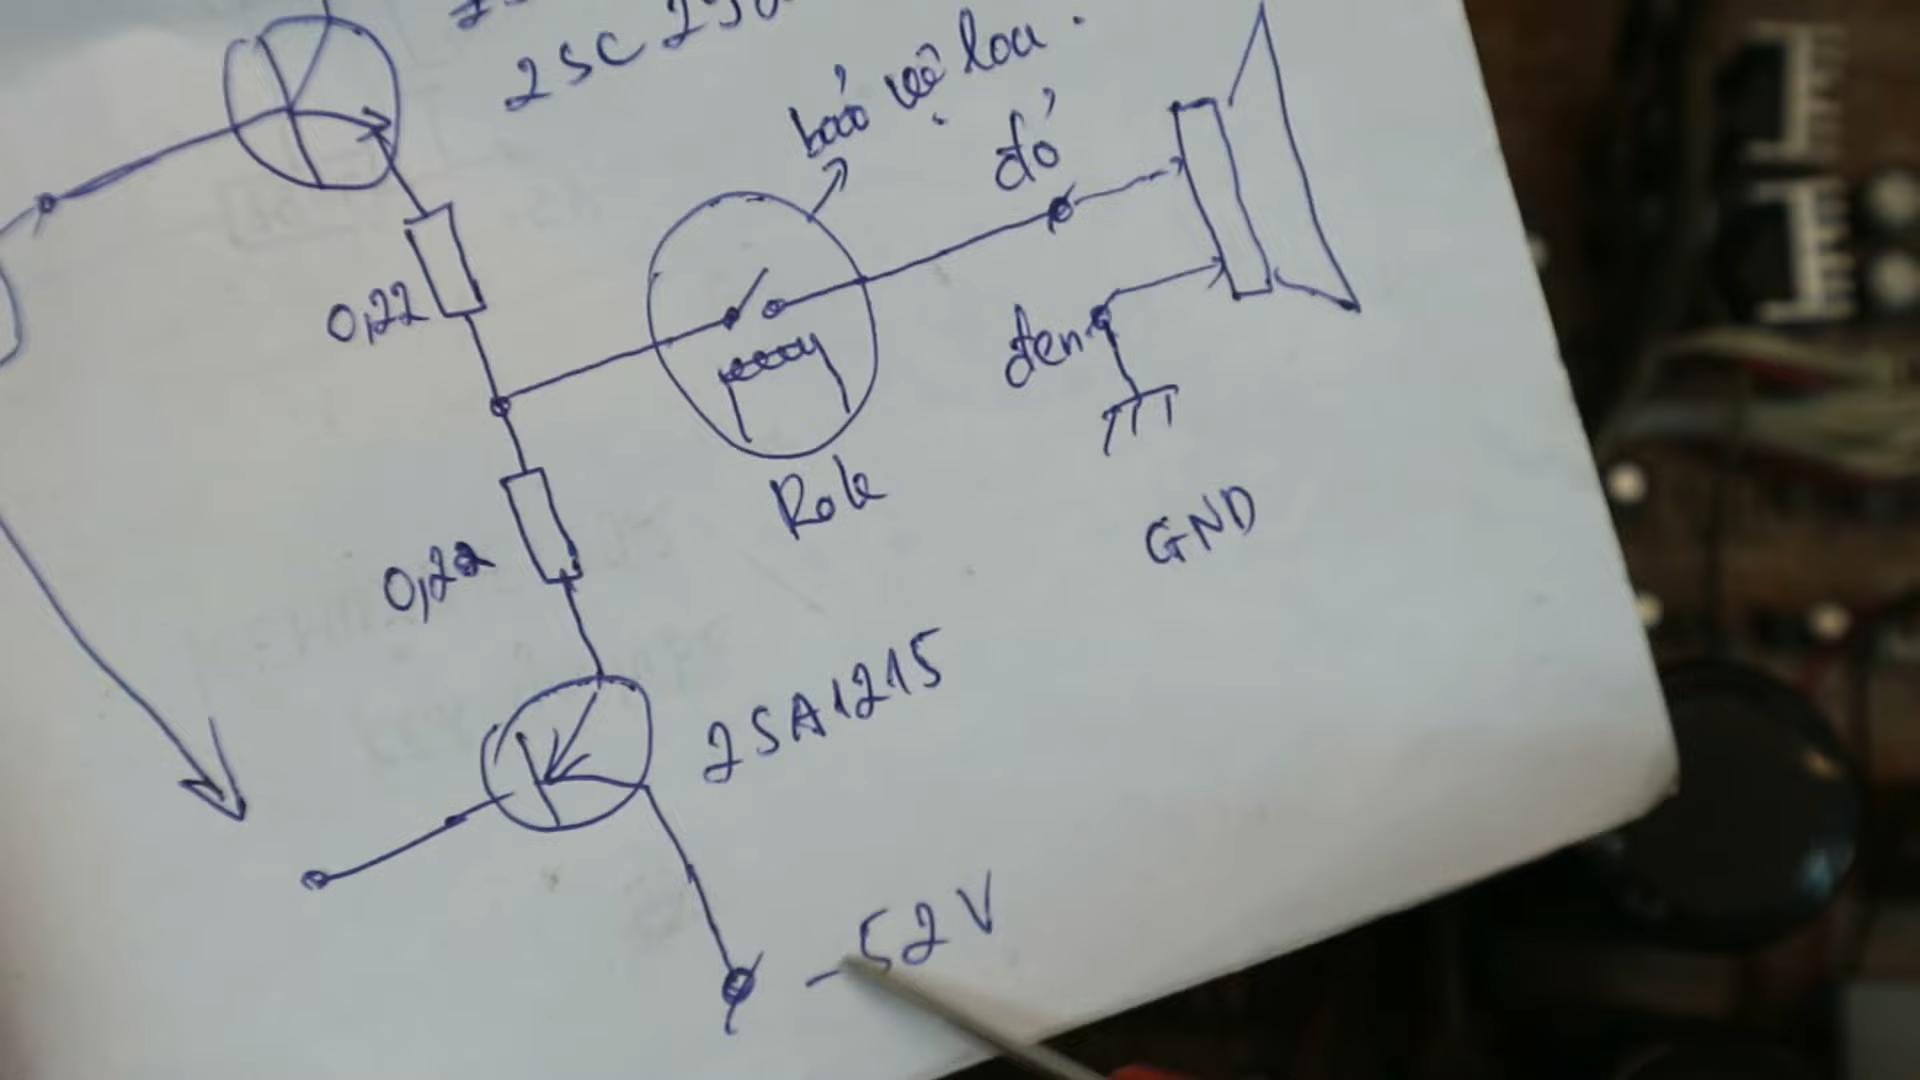 2SC
bảo vệ loa.
đỏ
0,22
đen
Role
GND
0,22
2SA1215
-52V